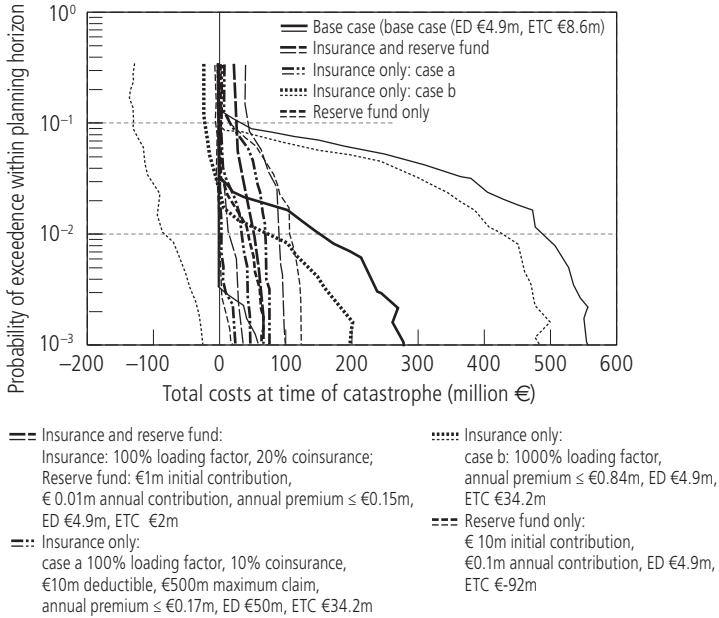 Probability of exceedence within planning horizon
10⁰
10⁻¹
10⁻²
10⁻³
Base case (base case (ED €4.9m, ETC €8.6m)
Insurance and reserve fund
Insurance only: case a
Insurance only: case b
Reserve fund only
−200 −100 0 100 200 300 400 500 600
Total costs at time of catastrophe (million €)
Insurance and reserve fund:
Insurance: 100% loading factor, 20% coinsurance;
Reserve fund: €1m initial contribution,
€ 0.01m annual contribution, annual premium ≤ €0.15m,
ED €4.9m, ETC €2m
Insurance only:
case a 100% loading factor, 10% coinsurance,
€10m deductible, €500m maximum claim,
annual premium ≤ €0.17m, ED €50m, ETC €34.2m
Insurance only:
case b: 1000% loading factor,
annual premium ≤ €0.84m, ED €4.9m,
ETC €34.2m
Reserve fund only:
€ 10m initial contribution,
€0.1m annual contribution, ED €4.9m,
ETC €-92m